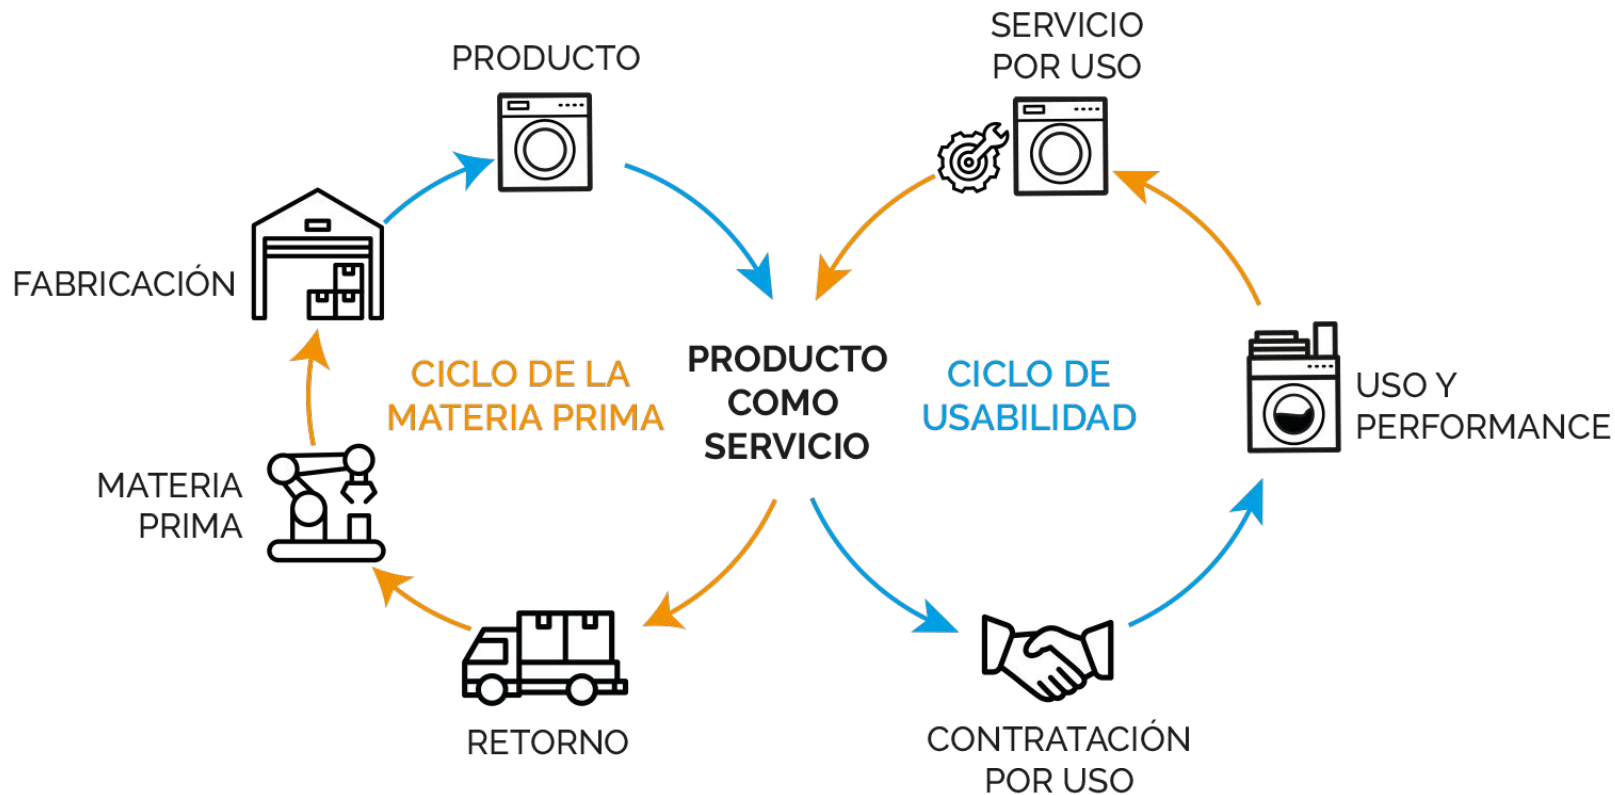 PRODUCTO
SERVICIO
POR USO
FABRICACIÓN
CICLO DE LA
MATERIA PRIMA
PRODUCTO
COMO
SERVICIO
CICLO DE
USABILIDAD
USO Y
PERFORMANCE
MATERIA
PRIMA
RETORNO
CONTRATACIÓN
POR USO